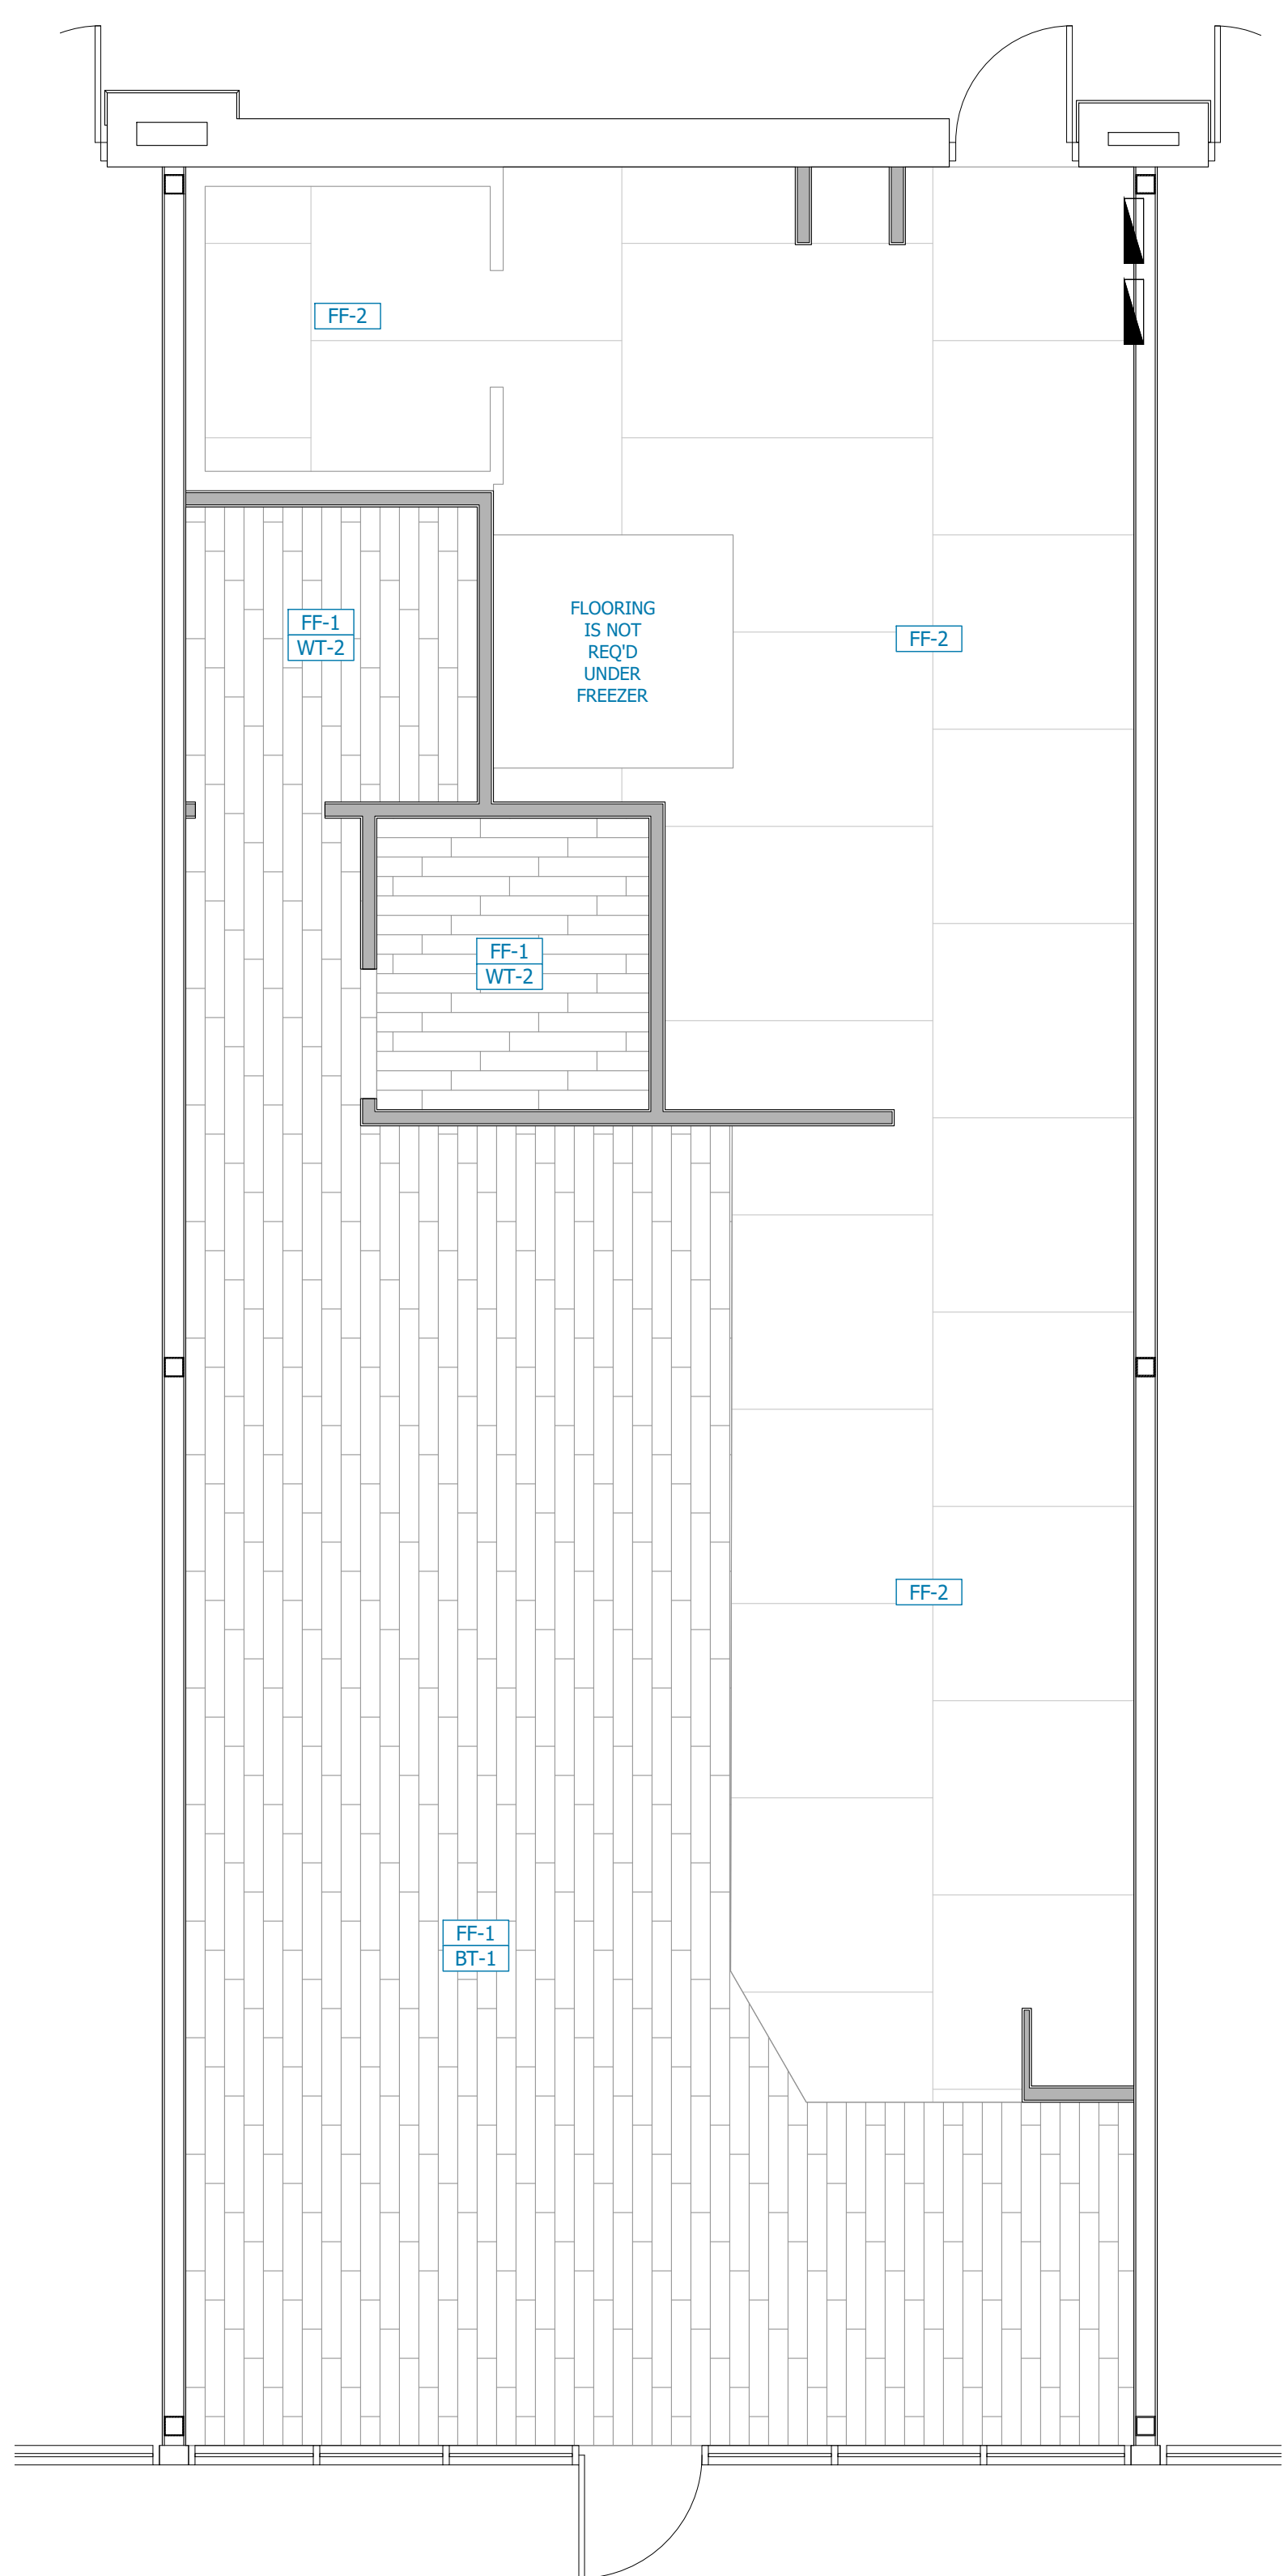 FF-2
FLOORING
IS NOT
REQ'D
UNDER
FREEZER
FF-1
WT-2
FF-2
FF-1
WT-2
FF-2
FF-1
BT-1